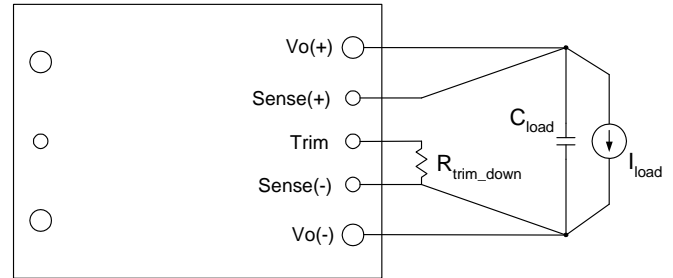 Vo(+)
Sense(+)
Trim
Sense(-)
Vo(-)
R_trim_down
C_load
I_load